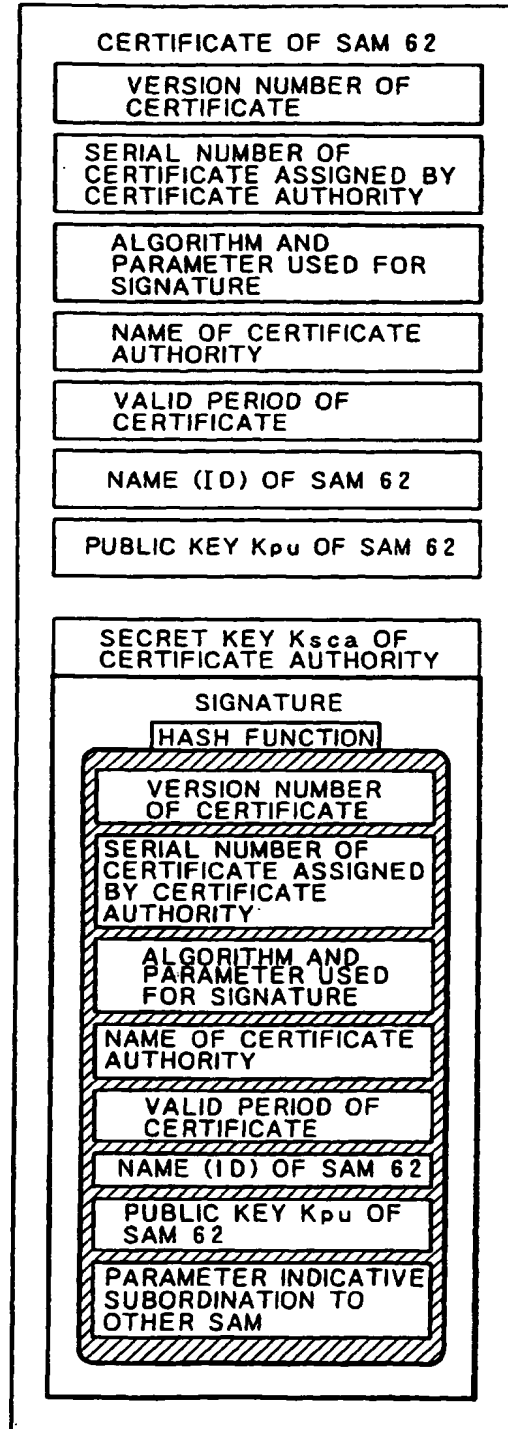 CERTIFICATE OF SAM 62
VERSION NUMBER OF
CERTIFICATE
SERIAL NUMBER OF
CERTIFICATE ASSIGNED BY
CERTIFICATE AUTHORITY
ALGORITHM AND
PARAMETER USED FOR
SIGNATURE
NAME OF CERTIFICATE
AUTHORITY
VALID PERIOD OF
CERTIFICATE
NAME (ID) OF SAM 62
PUBLIC KEY Kpu OF SAM 62
SECRET KEY Ksca OF
CERTIFICATE AUTHORITY
SIGNATURE
HASH FUNCTION
VERSION NUMBER
OF CERTIFICATE
SERIAL NUMBER OF
CERTIFICATE ASSIGNED
BY CERTIFICATE
AUTHORITY
ALGORITHM AND
PARAMETER USED
FOR SIGNATURE
NAME OF CERTIFICATE
AUTHORITY
VALID PERIOD OF
CERTIFICATE
NAME (ID) OF SAM 62
PUBLIC KEY Kpu OF
SAM 62
PARAMETER INDICATIVE
SUBORDINATION TO
OTHER SAM